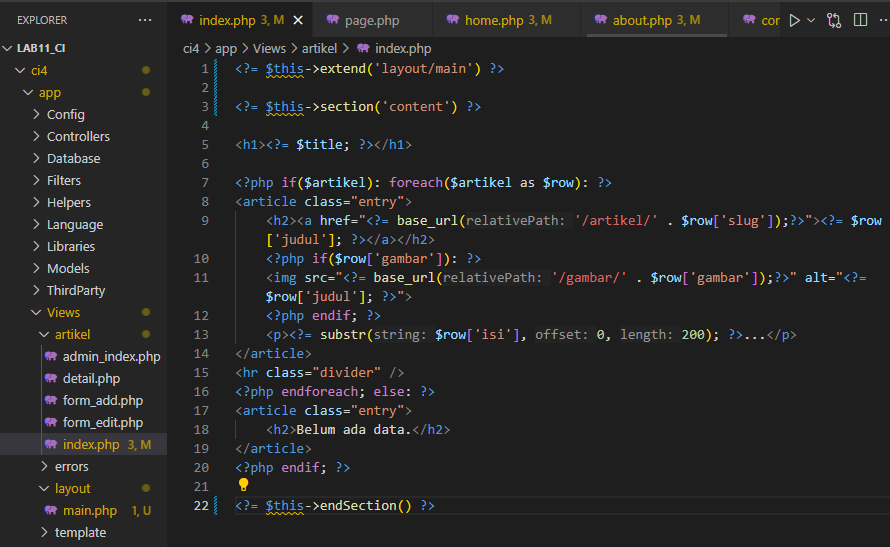 EXPLORER ...
LAB11_CI
ci4
app
Config
Controllers
Database
Filters
Helpers
Language
Libraries
Models
ThirdParty
Views
artikel
admin_index.php
detail.php
form_add.php
form_edit.php
index.php 3, M
errors
layout
main.php 1, U
template
index.php 3, M page.php home.php 3, M about.php 3, M cor
ci4 > app > Views > artikel > index.php
1 <?= $this->extend('layout/main') ?>
2
3 <?= $this->section('content') ?>
4
5 <h1><?= $title; ?></h1>
6
7 <?php if($artikel): foreach($artikel as $row): ?>
8 <article class="entry">
9 <h2><a href="<?= base_url(relativePath: '/artikel/' . $row['slug']);?>"><?= $row
['judul']; ?></a></h2>
10 <?php if($row['gambar']): ?>
11 <img src="<?= base_url(relativePath: '/gambar/' . $row['gambar']);?>" alt="<?=
$row['judul']; ?>">
12 <?php endif; ?>
13 <p><?= substr(string: $row['isi'], offset: 0, length: 200); ?>...</p>
14 </article>
15 <hr class="divider" />
16 <?php endforeach; else: ?>
17 <article class="entry">
18 <h2>Belum ada data.</h2>
19 </article>
20 <?php endif; ?>
21
22 <?= $this->endSection() ?>